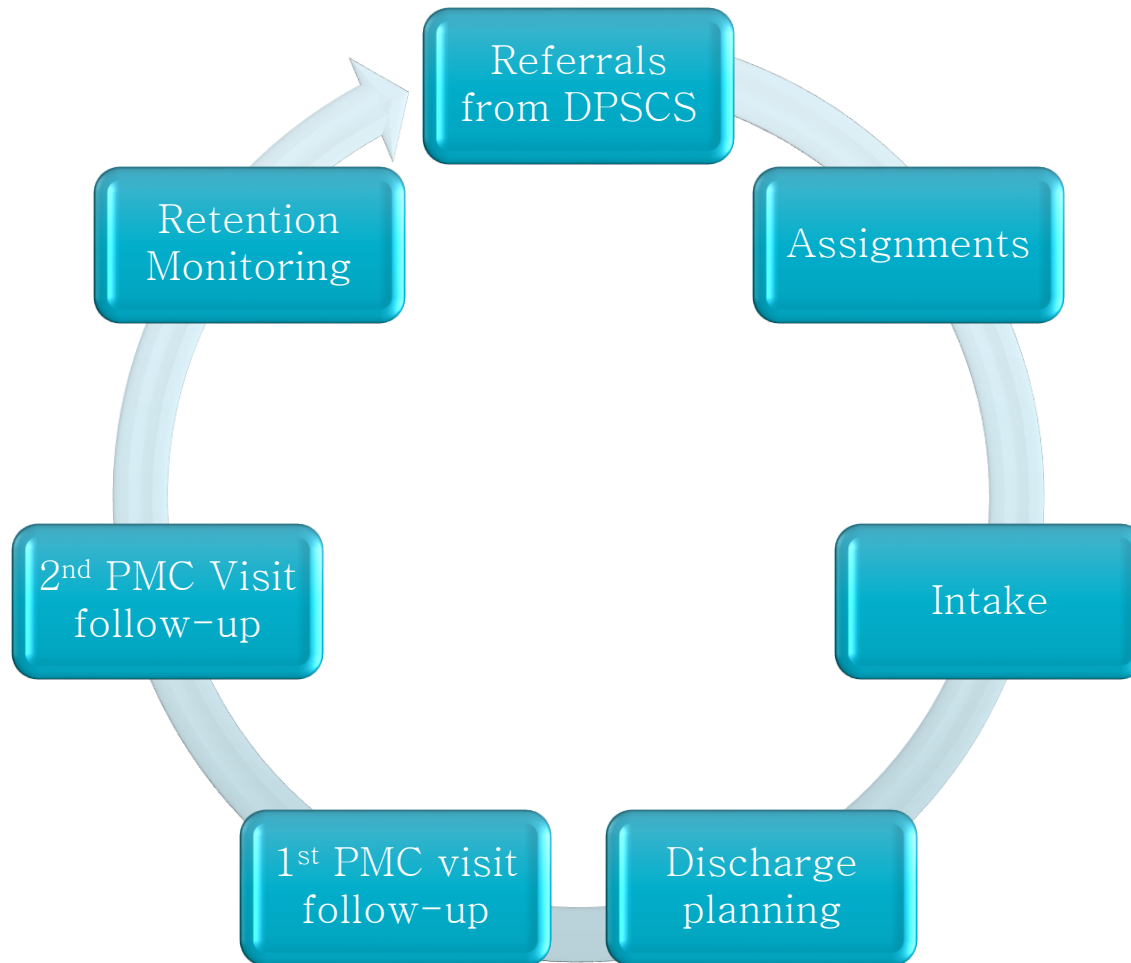 Referrals
from DPSCS
Assignments
Intake
Discharge
planning
1st PMC visit
follow-up
2nd PMC Visit
follow-up
Retention
Monitoring